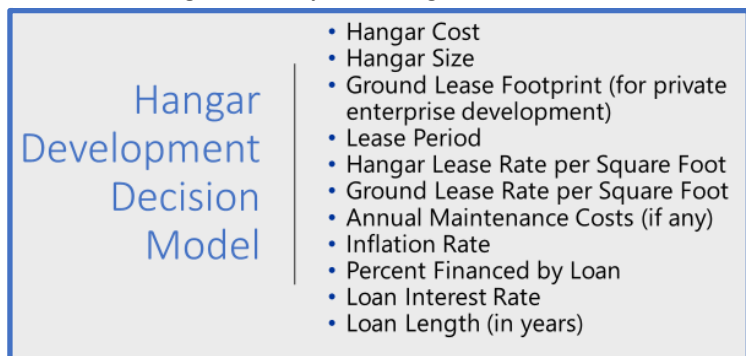 Hangar
Development
Decision
Model
• Hangar Cost
• Hangar Size
• Ground Lease Footprint (for private
enterprise development)
• Lease Period
• Hangar Lease Rate per Square Foot
• Ground Lease Rate per Square Foot
• Annual Maintenance Costs (if any)
• Inflation Rate
• Percent Financed by Loan
• Loan Interest Rate
• Loan Length (in years)